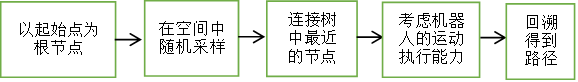 以起始点为
根节点
在空间中
随机采样
连接树
中最近
的节点
考虑机器
人的运动
执行能力
回溯
得到
路径